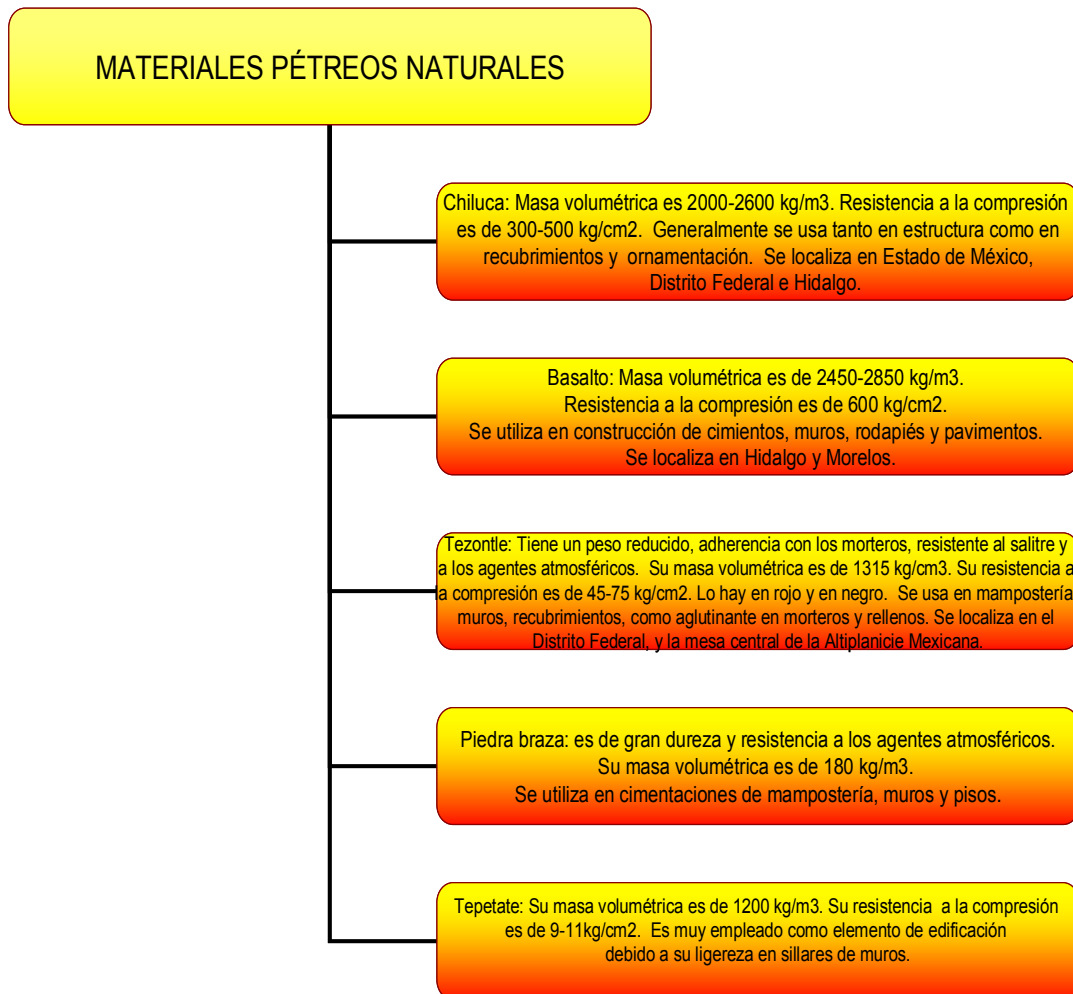 MATERIALES PÉTREOS NATURALES
Chiluca: Masa volumétrica es 2000-2600 kg/m3. Resistencia a la compresión
es de 300-500 kg/cm2. Generalmente se usa tanto en estructura como en
recubrimientos y ornamentación. Se localiza en Estado de México,
Distrito Federal e Hidalgo.
Basalto: Masa volumétrica es de 2450-2850 kg/m3.
Resistencia a la compresión es de 600 kg/cm2.
Se utiliza en construcción de cimientos, muros, rodapiés y pavimentos.
Se localiza en Hidalgo y Morelos.
Tezontle: Tiene un peso reducido, adherencia con los morteros, resistente al salitre y
a los agentes atmosféricos. Su masa volumétrica es de 1315 kg/cm3. Su resistencia a
la compresión es de 45-75 kg/cm2. Lo hay en rojo y en negro. Se usa en mampostería
muros, recubrimientos, como aglutinante en morteros y rellenos. Se localiza en el
Distrito Federal, y la mesa central de la Altiplanicie Mexicana.
Piedra braza: es de gran dureza y resistencia a los agentes atmosféricos.
Su masa volumétrica es de 180 kg/m3.
Se utiliza en cimentaciones de mampostería, muros y pisos.
Tepetate: Su masa volumétrica es de 1200 kg/m3. Su resistencia a la compresión
es de 9-11kg/cm2. Es muy empleado como elemento de edificación
debido a su ligereza en sillares de muros.